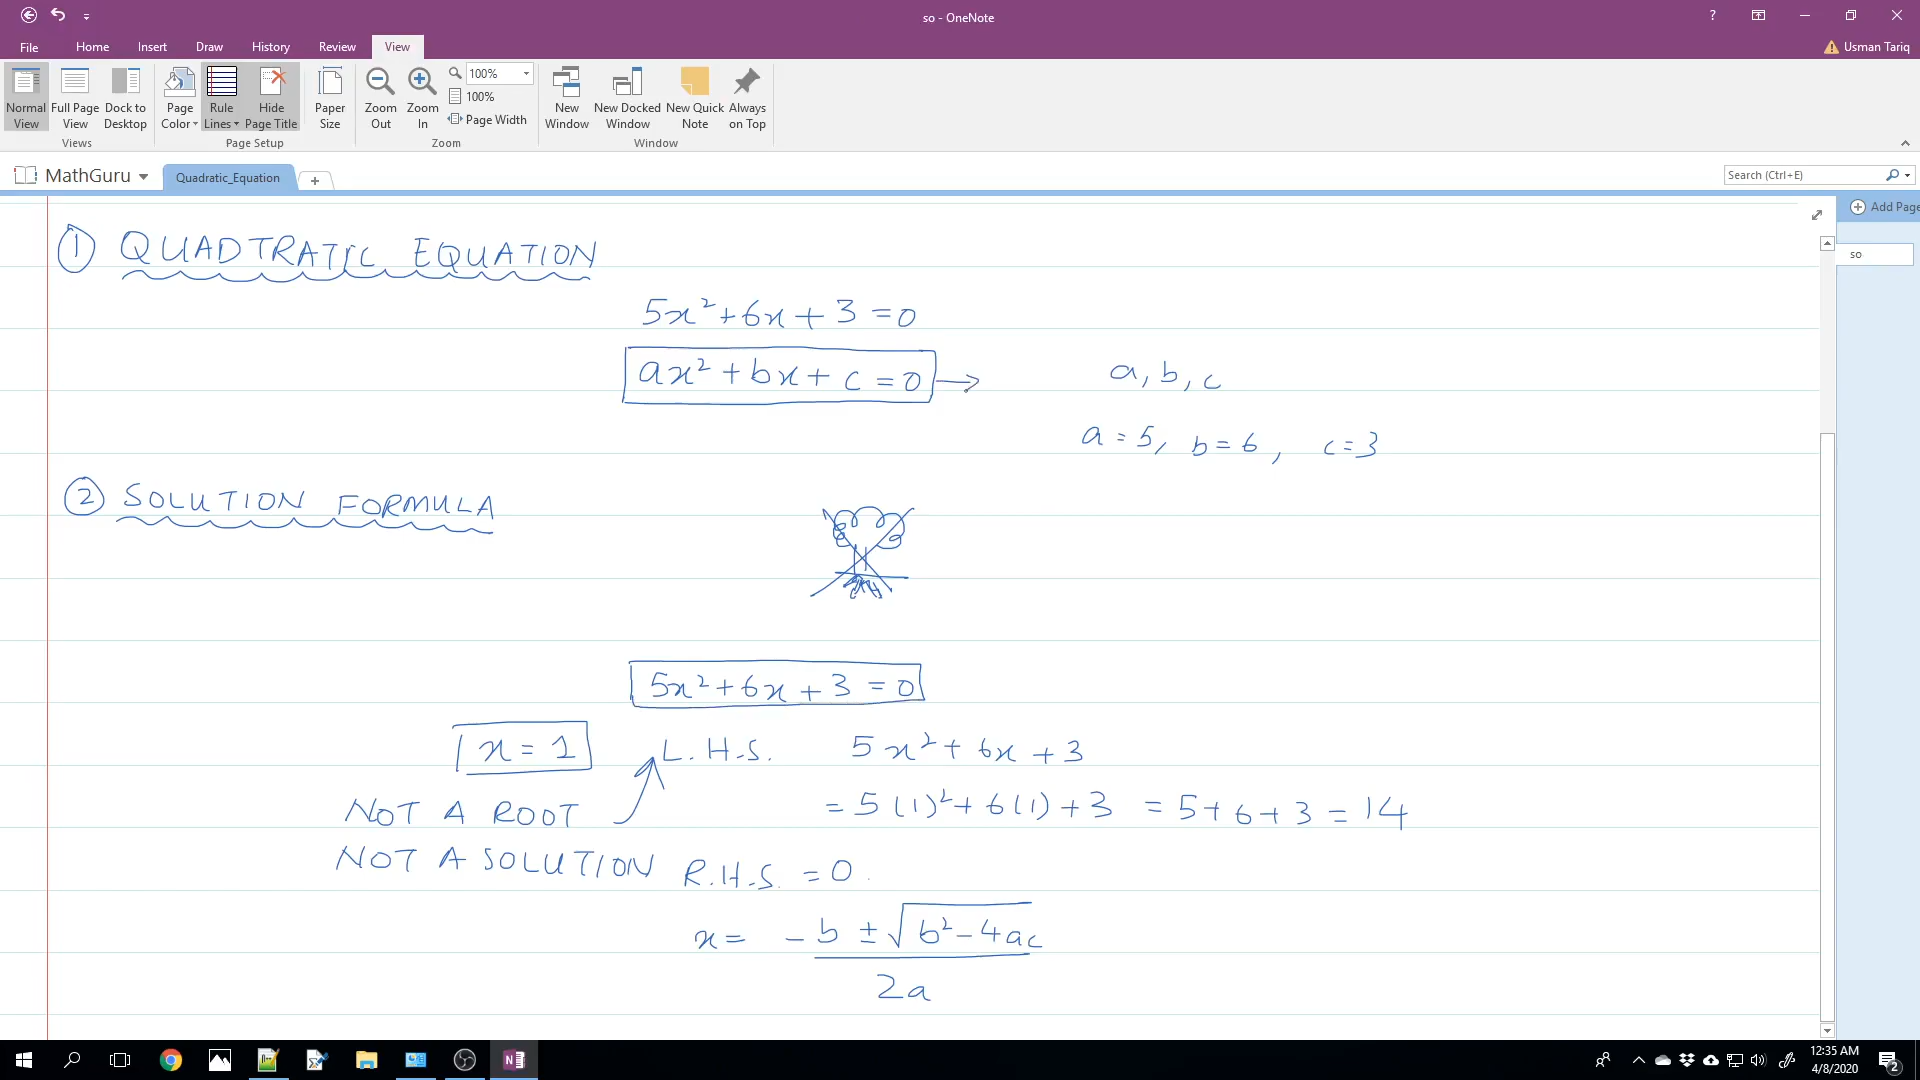 so - OneNote
?
File Home Insert Draw History Review View
Usman Tariq
Normal View
Full Page View
Dock to Desktop
Page Color
Rule Lines
Hide Page Title
Paper Size
Zoom Out
Zoom In
100%
100%
Page Width
New Window
New Docked Window
New Quick Note
Always on Top
Views Page Setup Zoom Window
MathGuru Quadratic_Equation
Search (Ctrl+E)
Add Page
so
① QUADTRATIC EQUATION
5x²+6x+3=0
ax²+bx+c=0 → a, b, c
a=5, b=6, c=3
② SOLUTION FORMULA
5x²+6x+3=0
x=1 L.H.S. 5x²+6x+3
NOT A ROOT =5(1)²+6(1)+3 =5+6+3=14
NOT A SOLUTION R.H.S.=0
x= -b ± √b²-4ac
2a
12:35 AM
4/8/2020
2